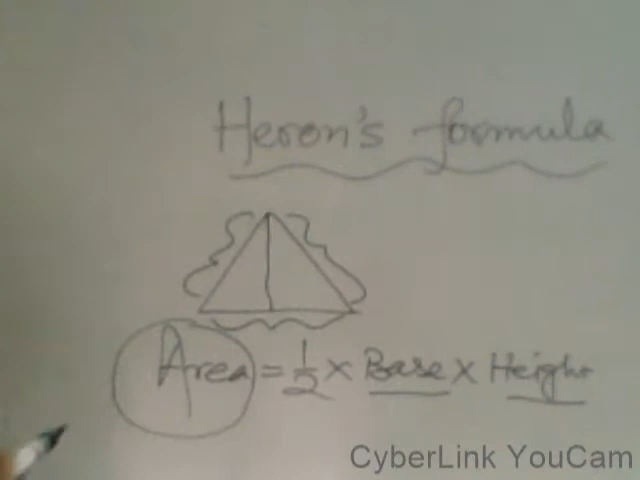 Heron's formula
Area = 1/2 × Base × Height
CyberLink YouCam